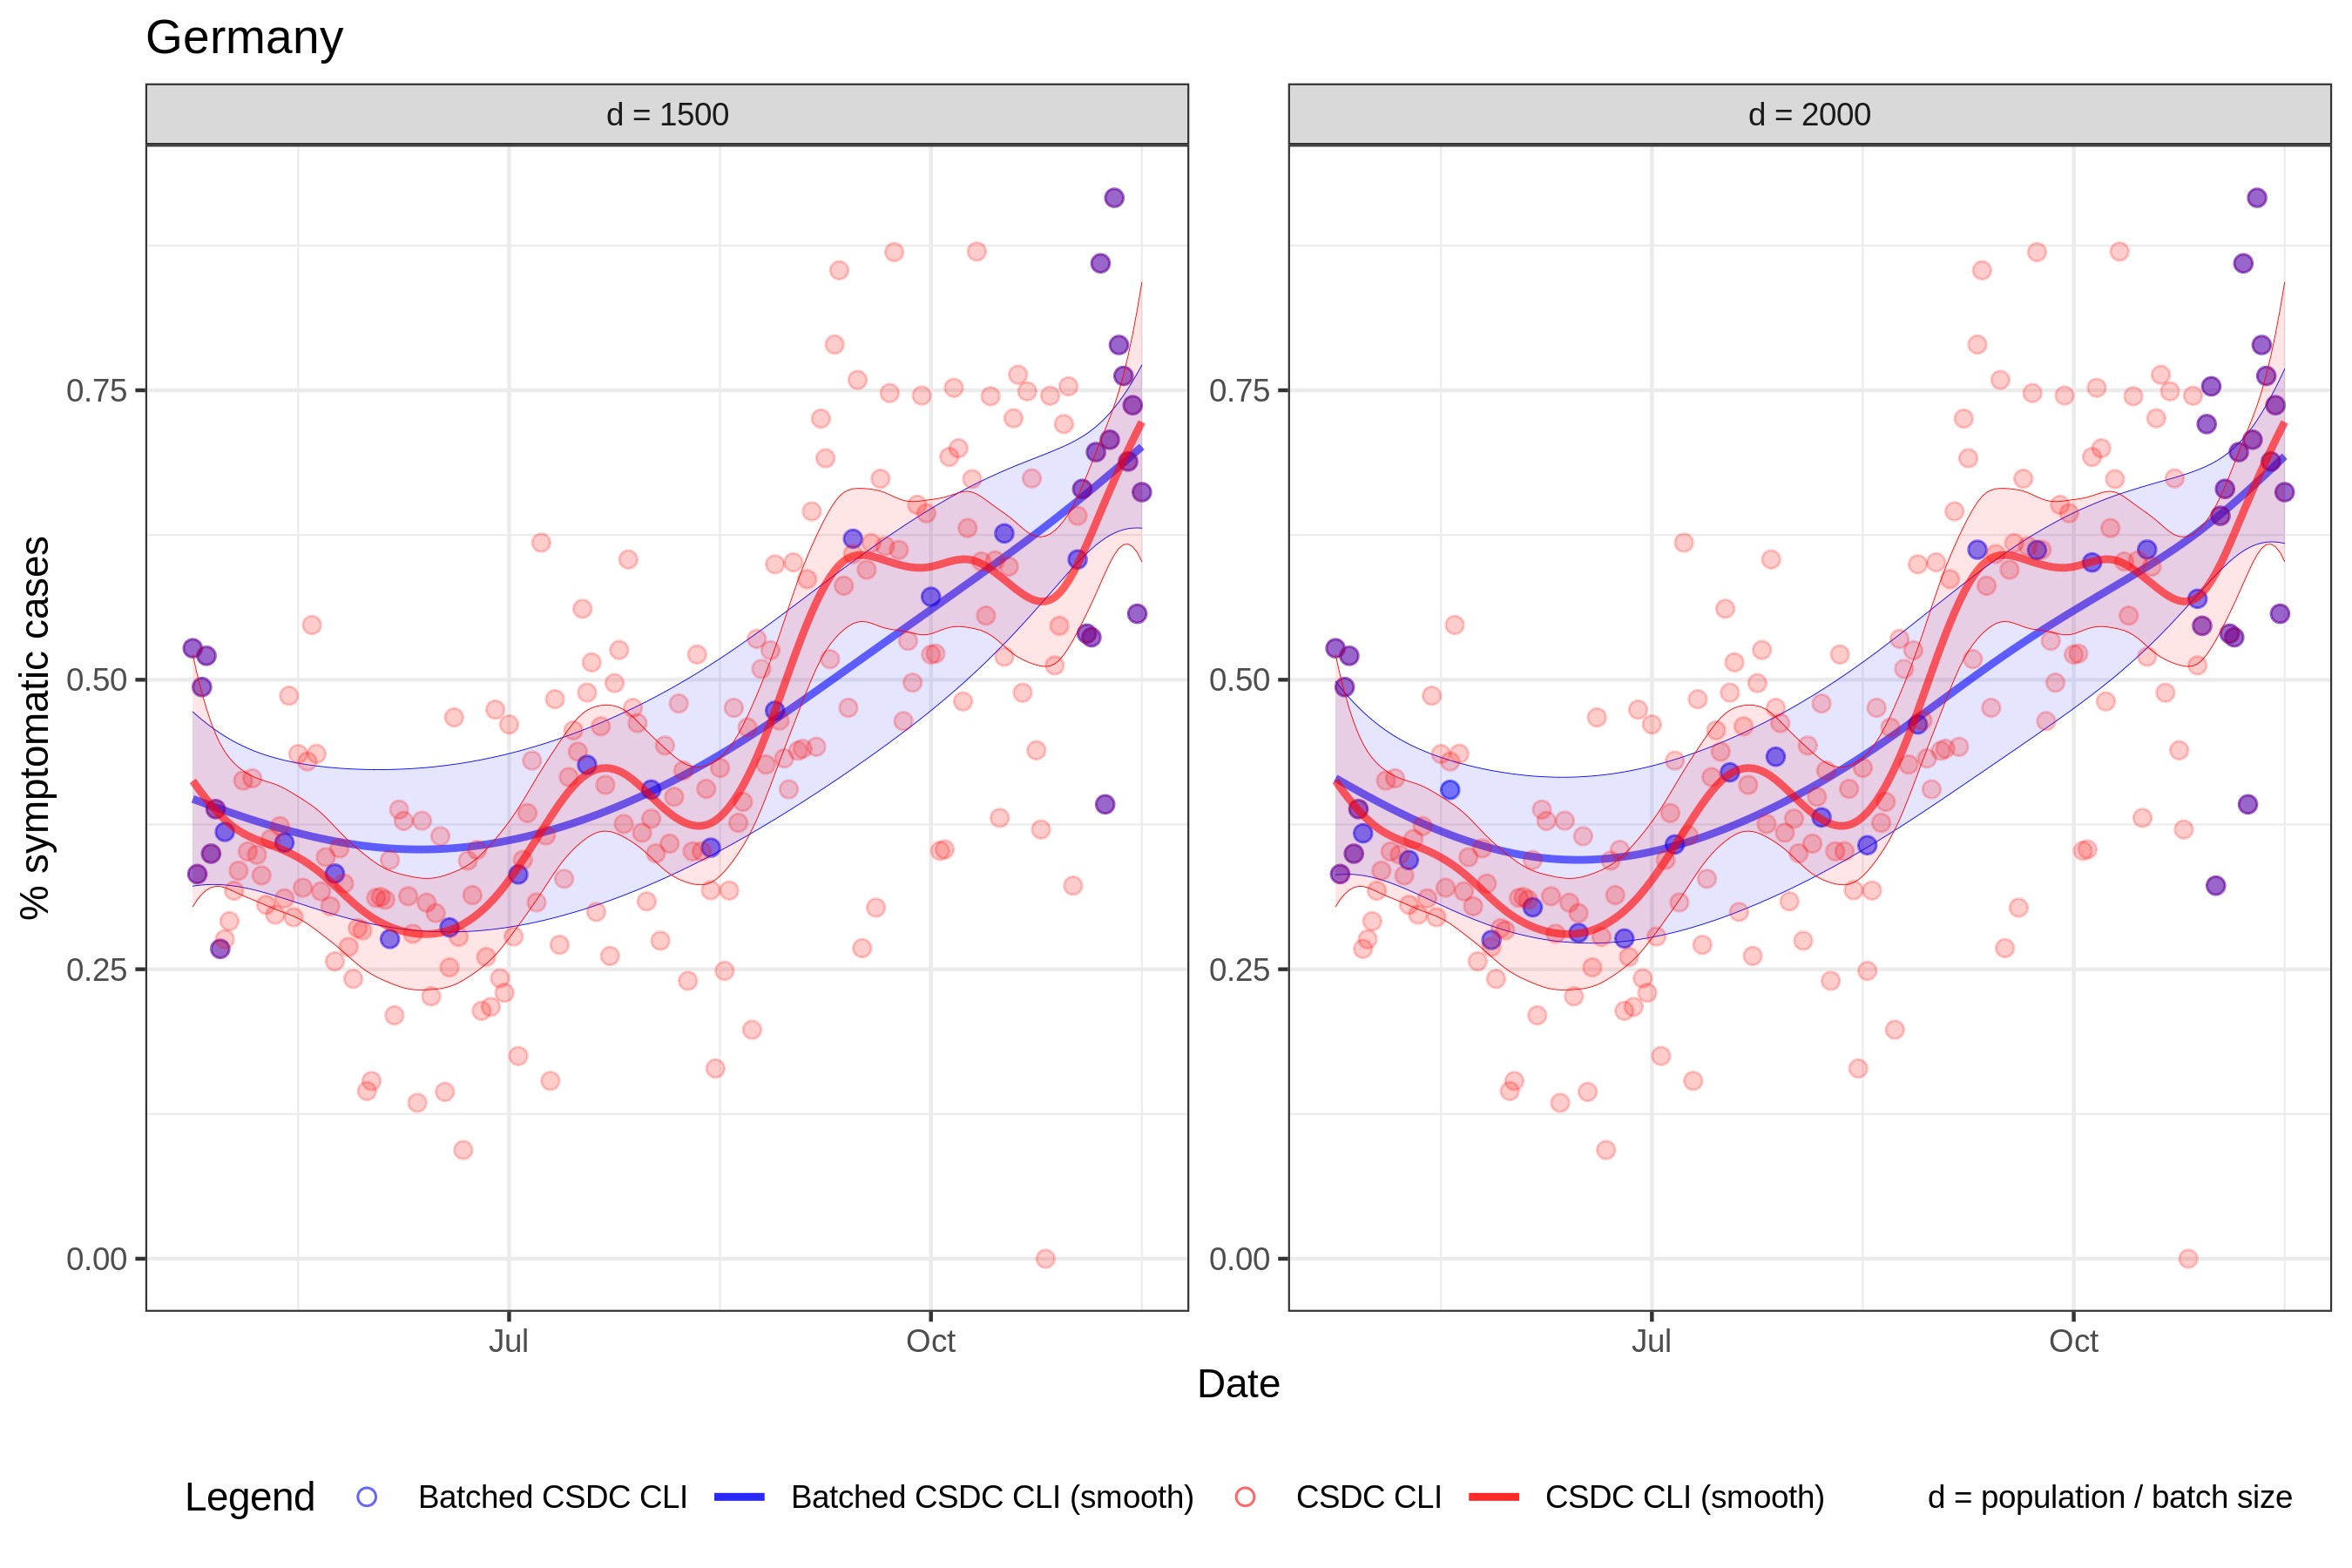 Germany
d = 1500
d = 2000
% symptomatic cases
0.75
0.50
0.25
0.00
0.75
0.50
0.25
0.00
Jul
Oct
Jul
Oct
Date
Legend
Batched CSDC CLI
Batched CSDC CLI (smooth)
CSDC CLI
CSDC CLI (smooth)
d = population / batch size